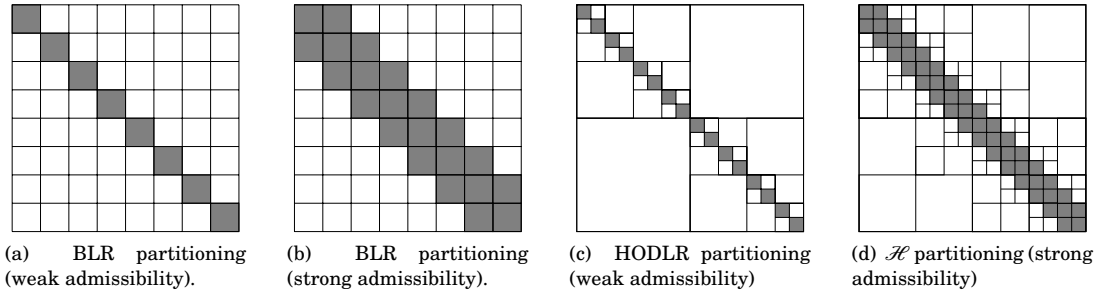 (a) BLR partitioning
(weak admissibility).
(b) BLR partitioning
(strong admissibility).
(c) HODLR partitioning
(weak admissibility)
(d) ℋ partitioning (strong
admissibility)